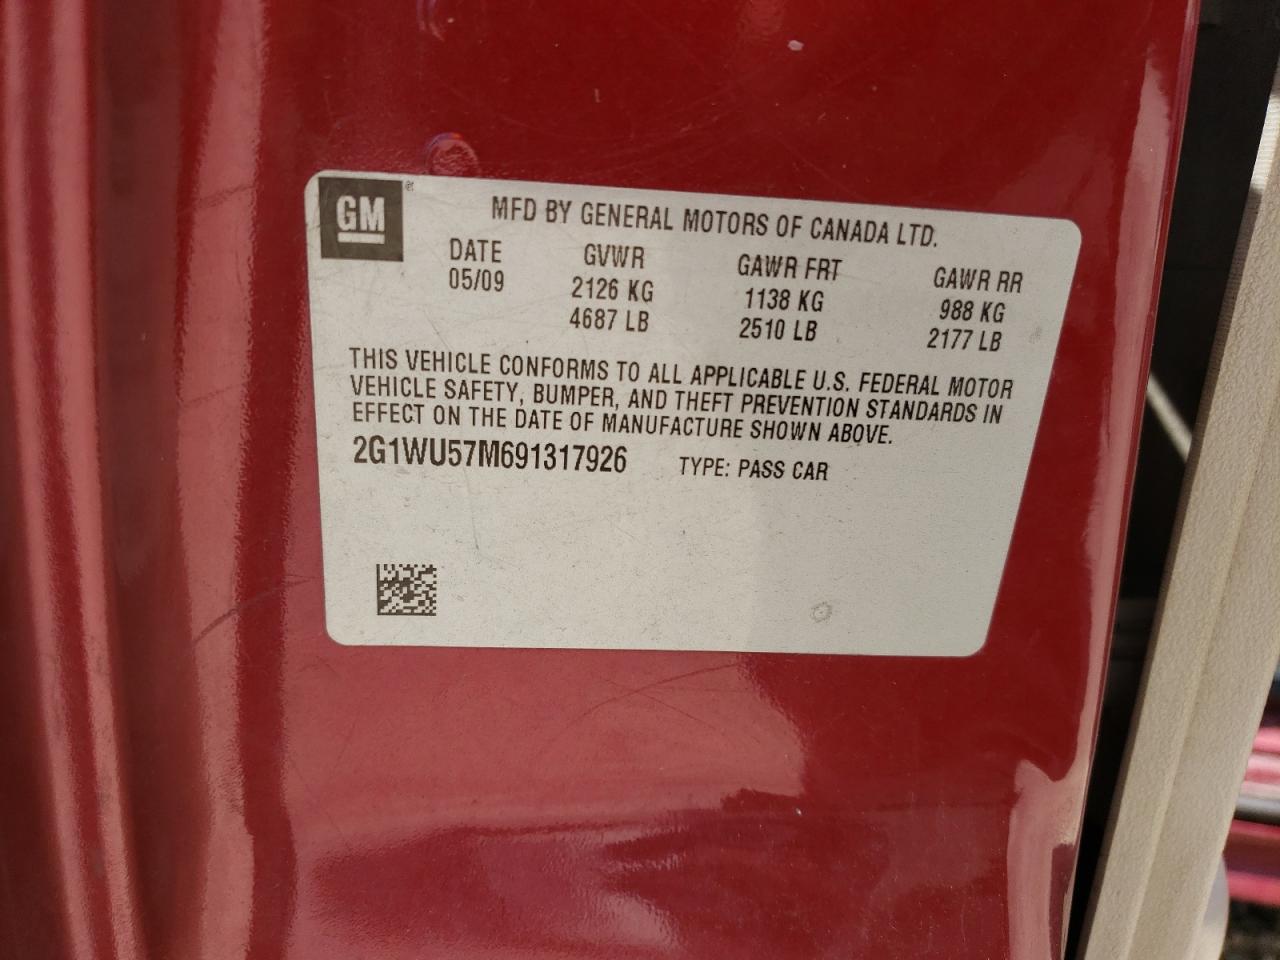 GM ®
MFD BY GENERAL MOTORS OF CANADA LTD.
DATE GVWR GAWR FRT GAWR RR
05/09 2126 KG 1138 KG 988 KG
4687 LB 2510 LB 2177 LB
THIS VEHICLE CONFORMS TO ALL APPLICABLE U.S. FEDERAL MOTOR
VEHICLE SAFETY, BUMPER, AND THEFT PREVENTION STANDARDS IN
EFFECT ON THE DATE OF MANUFACTURE SHOWN ABOVE.
2G1WU57M691317926 TYPE: PASS CAR